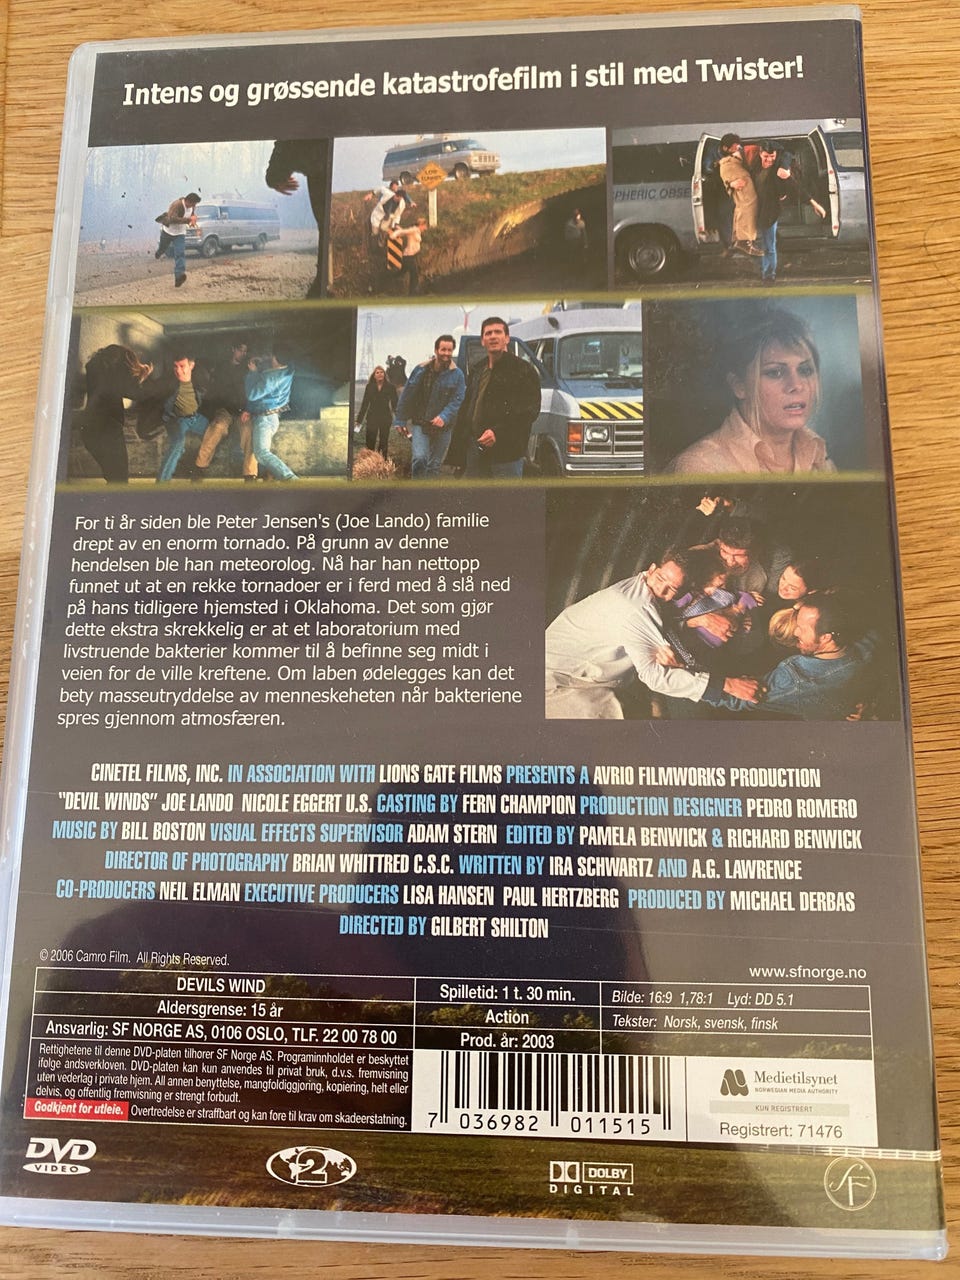 Intens og grøssende katastrofefilm i stil med Twister!
LOW
CLEARANCE
PHERIC OBSE
For ti år siden ble Peter Jensen's (Joe Lando) familie
drept av en enorm tornado. På grunn av denne
hendelsen ble han meteorolog. Nå har han nettopp
funnet ut at en rekke tornadoer er i ferd med å slå ned
på hans tidligere hjemsted i Oklahoma. Det som gjør
dette ekstra skrekkelig er at et laboratorium med
livstruende bakterier kommer til å befinne seg midt i
veien for de ville kreftene. Om laben ødelegges kan det
bety masseutryddelse av menneskeheten når bakteriene
spres gjennom atmosfæren.
CINETEL FILMS, INC. IN ASSOCIATION WITH LIONS GATE FILMS PRESENTS A AVRIO FILMWORKS PRODUCTION
"DEVIL WINDS" JOE LANDO NICOLE EGGERT U.S. CASTING BY FERN CHAMPION PRODUCTION DESIGNER PEDRO ROMERO
MUSIC BY BILL BOSTON VISUAL EFFECTS SUPERVISOR ADAM STERN EDITED BY PAMELA BENWICK & RICHARD BENWICK
DIRECTOR OF PHOTOGRAPHY BRIAN WHITTRED C.S.C. WRITTEN BY IRA SCHWARTZ AND A.G. LAWRENCE
CO-PRODUCERS NEIL ELMAN EXECUTIVE PRODUCERS LISA HANSEN PAUL HERTZBERG PRODUCED BY MICHAEL DERBAS
DIRECTED BY GILBERT SHILTON
© 2006 Camro Film. All Rights Reserved.
www.sfnorge.no
DEVILS WIND
Aldersgrense: 15 år
Ansvarlig: SF NORGE AS, 0106 OSLO, TLF. 22 00 78 00
Rettighetene til denne DVD-platen tilhorer SF Norge AS. Programinnholdet er beskyttet
ifolge åndsverkloven. DVD-platen kan kun anvendes til privat bruk, d.v.s. fremvisning
uten vederlag i private hjem. All annen benyttelse, mangfoldiggjoring, kopiering, helt eller
delvis, og offentlig fremvisning er strengt forbudt.
Godkjent for utleie. Overtredelse er straffbart og kan fore til krav om skadeerstatning.
Spilletid: 1 t. 30 min.
Action
Prod. år: 2003
Bilde: 16:9 1,78:1 Lyd: DD 5.1
Tekster: Norsk, svensk, finsk
7 036982 011515
Medietilsynet
NORWEGIAN MEDIA AUTHORITY
KUN REGISTRERT
Registrert: 71476
DVD
VIDEO
2
DOLBY
DIGITAL
SF